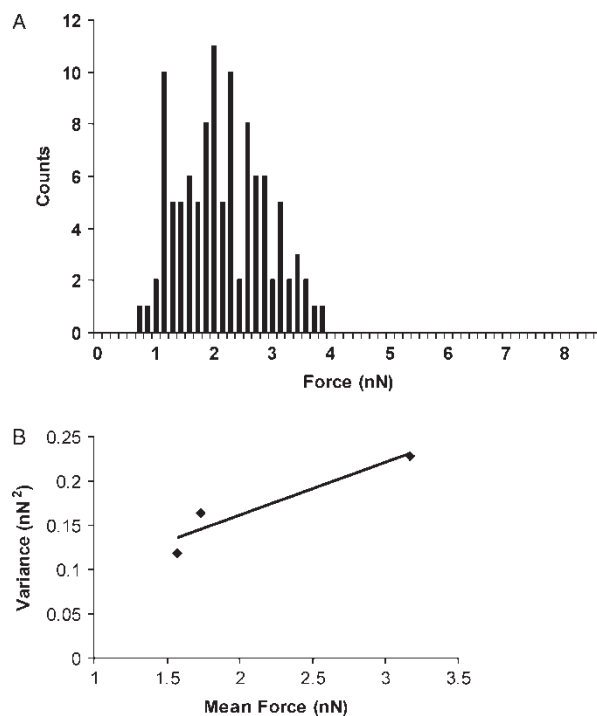 A
12
10
8
6
4
2
0
Counts
0 1 2 3 4 5 6 7 8
Force (nN)
B
0.25
0.2
0.15
0.1
0.05
0
Variance (nN²)
1 1.5 2 2.5 3 3.5
Mean Force (nN)